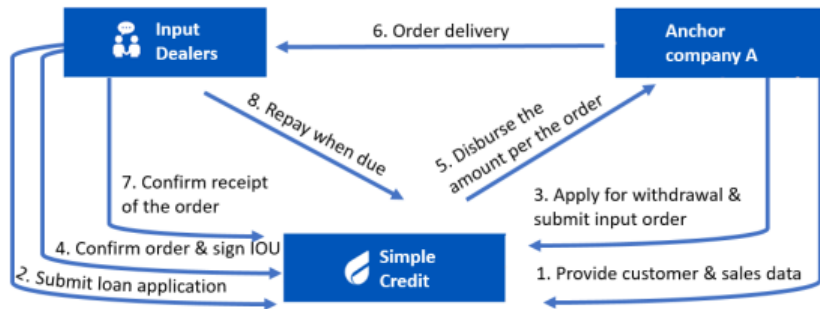 Input
Dealers
6. Order delivery
Anchor
company A
8. Repay when due
5. Disburse the
amount per the order
7. Confirm receipt
of the order
3. Apply for withdrawal &
submit input order
4. Confirm order & sign IOU
2. Submit loan application
Simple
Credit
1. Provide customer & sales data